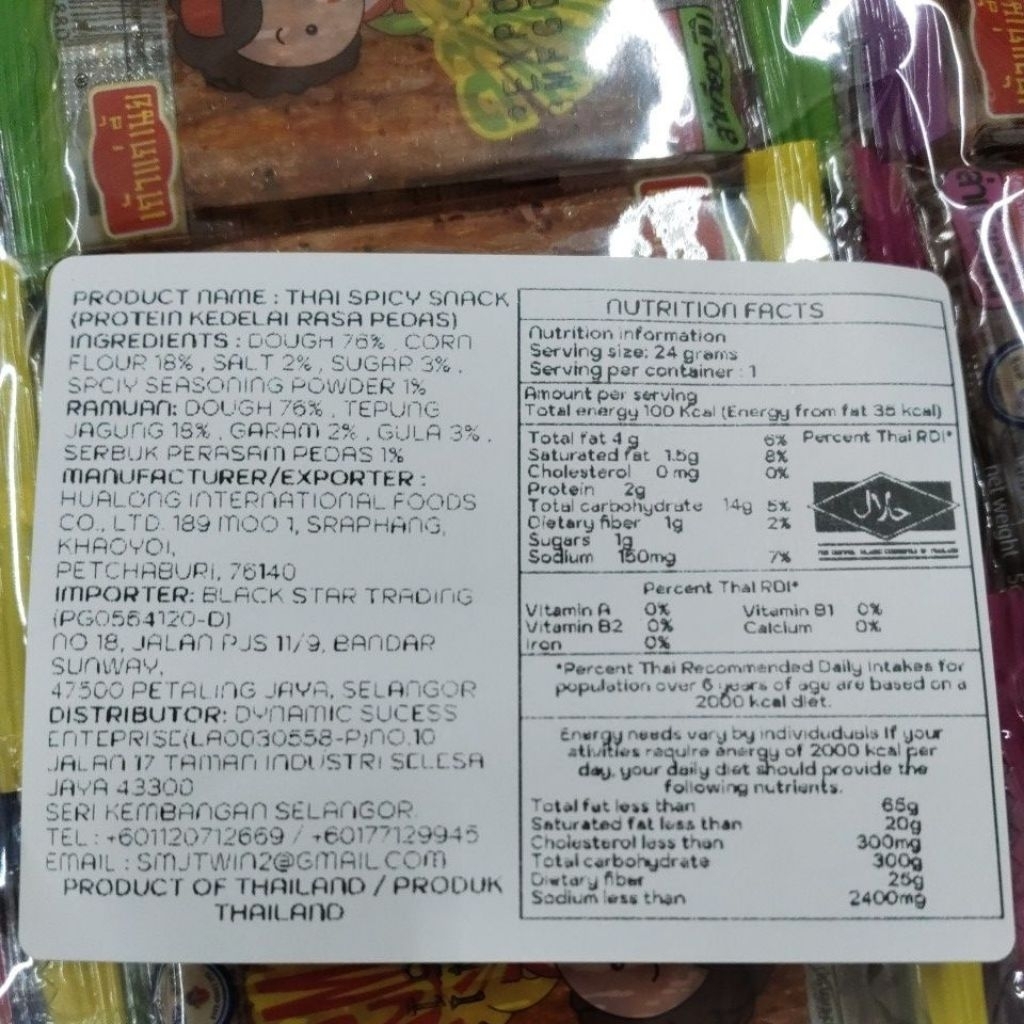 PRODUCT NAME : THAI SPICY SNACK
(PROTEIN KEDELAI RASA PEDAS)
INGREDIENTS : DOUGH 76% , CORN
FLOUR 18% , SALT 2% , SUGAR 3% ,
SPCIY SEASONING POWDER 1%
RAMUAN: DOUGH 76% , TEPUNG
JAGUNG 18% , GARAM 2% , GULA 3% ,
SERBUK PERASAM PEDAS 1%
MANUFACTURER/EXPORTER :
HUALONG INTERNATIONAL FOODS
CO., LTD. 189 MOO 1, SRAPHANG,
KHAOYOI,
PETCHABURI, 76140
IMPORTER: BLACK STAR TRADING
(PG0564120-D)
NO 18, JALAN PJS 11/9, BANDAR
SUNWAY,
47500 PETALING JAYA, SELANGOR
DISTRIBUTOR: DYNAMIC SUCESS
ENTEPRISE(LA0030558-P)NO.10
JALAN 17 TAMAN INDUSTRI SELESA
JAYA 43300
SERI KEMBANGAN SELANGOR.
TEL : +601120712669 / +60177129945
EMAIL : SMJTWIN2@GMAIL.COM
PRODUCT OF THAILAND / PRODUK
THAILAND
NUTRITION FACTS
Nutrition information
Serving size: 24 grams
Serving per container : 1
Amount per serving
Total energy 100 Kcal (Energy from fat 35 kcal)
Total fat 4 g 6% Percent Thai RDI*
Saturated fat 1.5g 8%
Cholesterol 0 mg 0%
Protein 2g
Total carbohydrate 14g 5%
Dietary fiber 1g 2%
Sugars 1g
Sodium 150mg 7%
حلال
Percent Thai RDI*
Vitamin A 0% Vitamin B1 0%
Vitamin B2 0% Calcium 0%
Iron 0%
*Percent Thai Recommended Daily Intakes for
population over 6 years of age are based on a
2000 kcal diet.
Energy needs vary by individuduals If your
ativities require energy of 2000 kcal per
day, your daily diet should provide the
following nutrients.
Total fat less than 65g
Saturated fat less than 20g
Cholesterol less than 300mg
Total carbohydrate 300g
Dietary fiber 25g
Sodium less than 2400mg
net weight